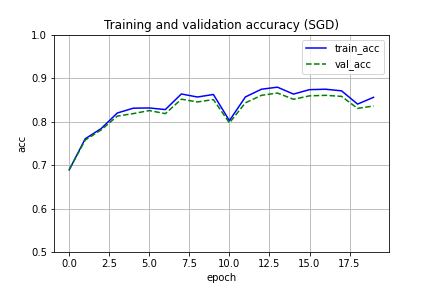 Training and validation accuracy (SGD)
1.0
0.9
0.8
0.7
0.6
0.5
acc
train_acc
val_acc
0.0 2.5 5.0 7.5 10.0 12.5 15.0 17.5
epoch